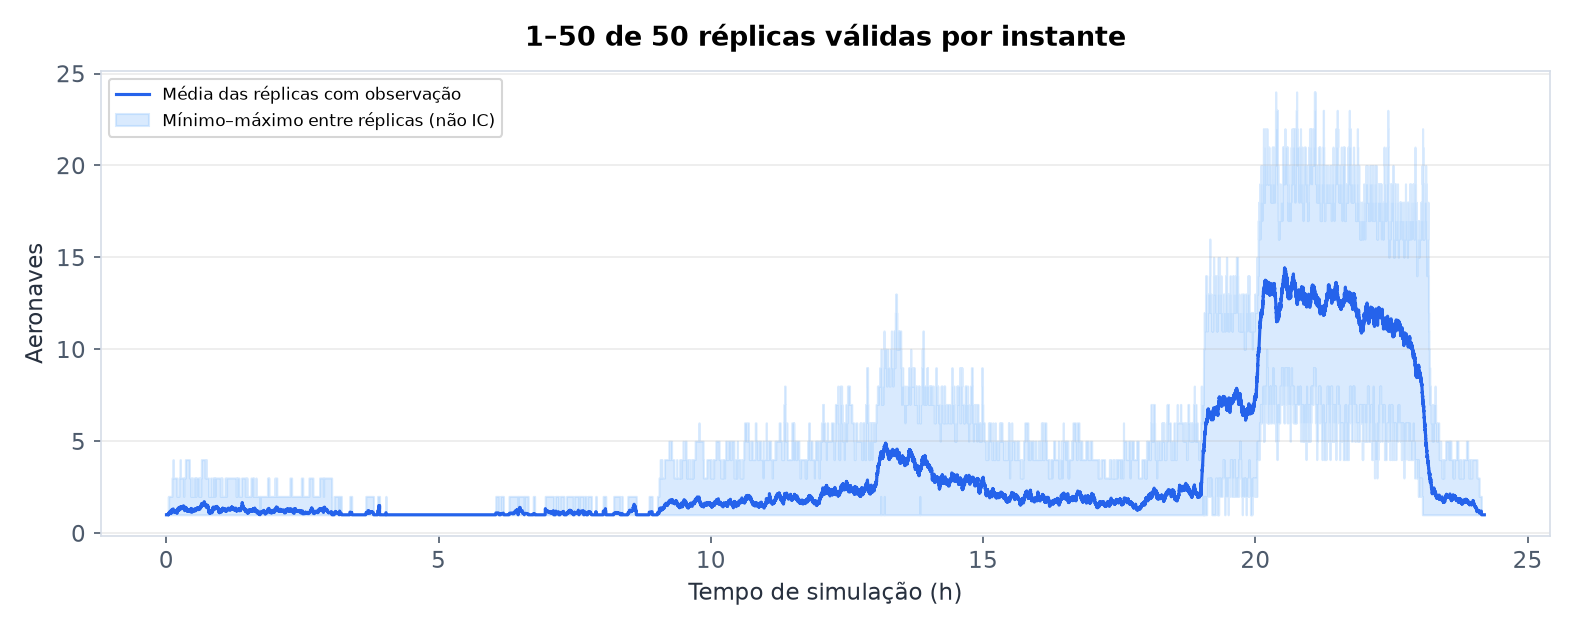 1–50 de 50 réplicas válidas por instante
Média das réplicas com observação
Mínimo–máximo entre réplicas (não IC)
Aeronaves
25
20
15
10
5
0
0 5 10 15 20 25
Tempo de simulação (h)